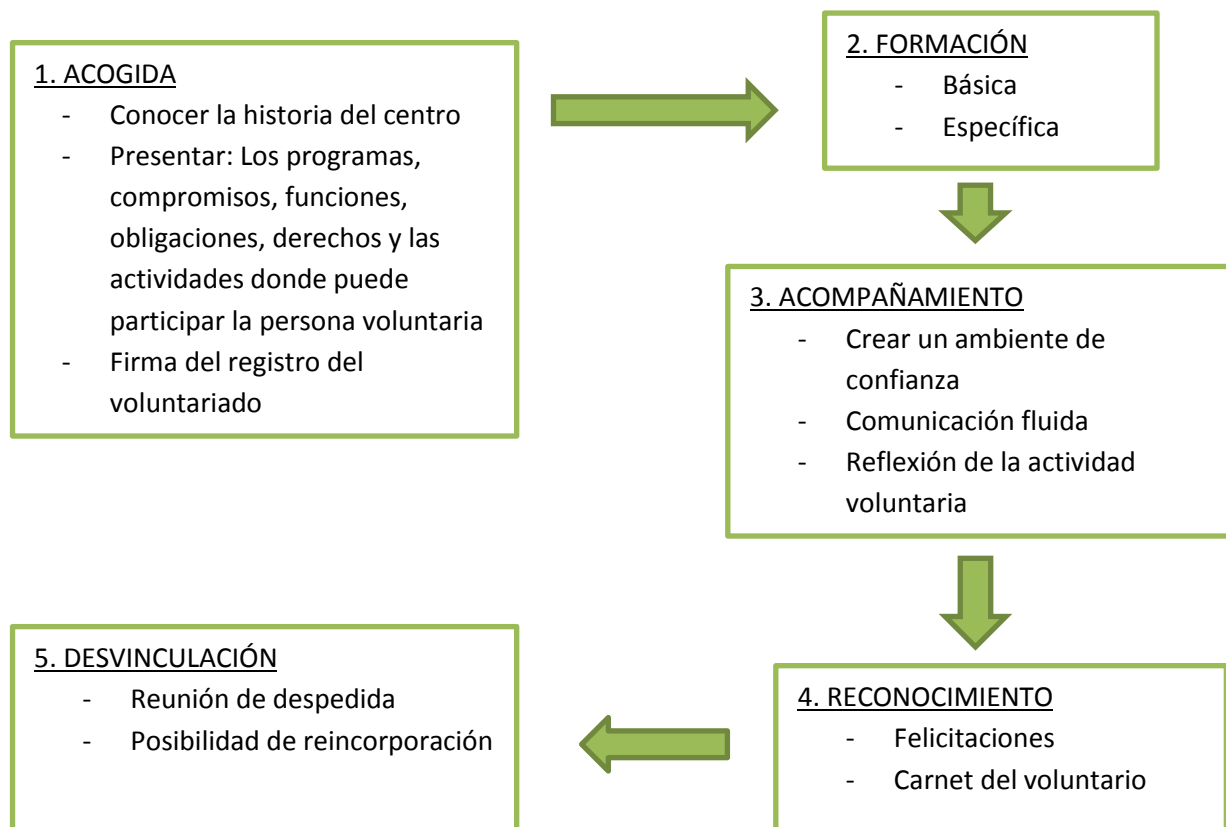 1. ACOGIDA
- Conocer la historia del centro
- Presentar: Los programas,
compromisos, funciones,
obligaciones, derechos y las
actividades donde puede
participar la persona voluntaria
- Firma del registro del
voluntariado
2. FORMACIÓN
- Básica
- Específica
3. ACOMPAÑAMIENTO
- Crear un ambiente de
confianza
- Comunicación fluida
- Reflexión de la actividad
voluntaria
4. RECONOCIMIENTO
- Felicitaciones
- Carnet del voluntario
5. DESVINCULACIÓN
- Reunión de despedida
- Posibilidad de reincorporación